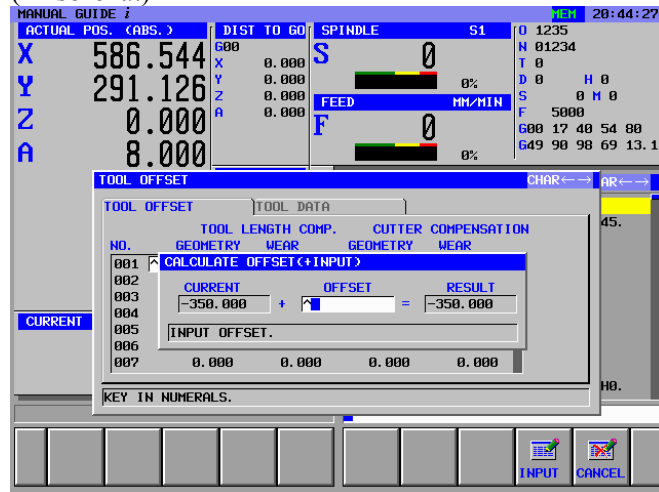 MANUAL GUIDE i MEM 20:44:27
ACTUAL POS. (ABS.) DIST TO GO SPINDLE S1 O 1235
X 586.544 G00 S 0 N 01234
X 0.000 T 0
Y 291.126 Y 0.000 0% D 0 H 0
Z 0.000 FEED MM/MIN S 0 M 0
Z 0.000 A 0.000 F 0 F 5000
G00 17 40 54 80
A 8.000 0% G49 90 98 69 13.1
TOOL OFFSET CHAR←→ AR←→
TOOL OFFSET TOOL DATA
45.
TOOL LENGTH COMP. CUTTER COMPENSATION
NO. GEOMETRY WEAR GEOMETRY WEAR
001 CALCULATE OFFSET(+INPUT)
002 CURRENT OFFSET RESULT
003 -350.000 + = -350.000
004
CURRENT 005 INPUT OFFSET.
006
007 0.000 0.000 0.000 0.000
H0.
KEY IN NUMERALS.
INPUT CANCEL